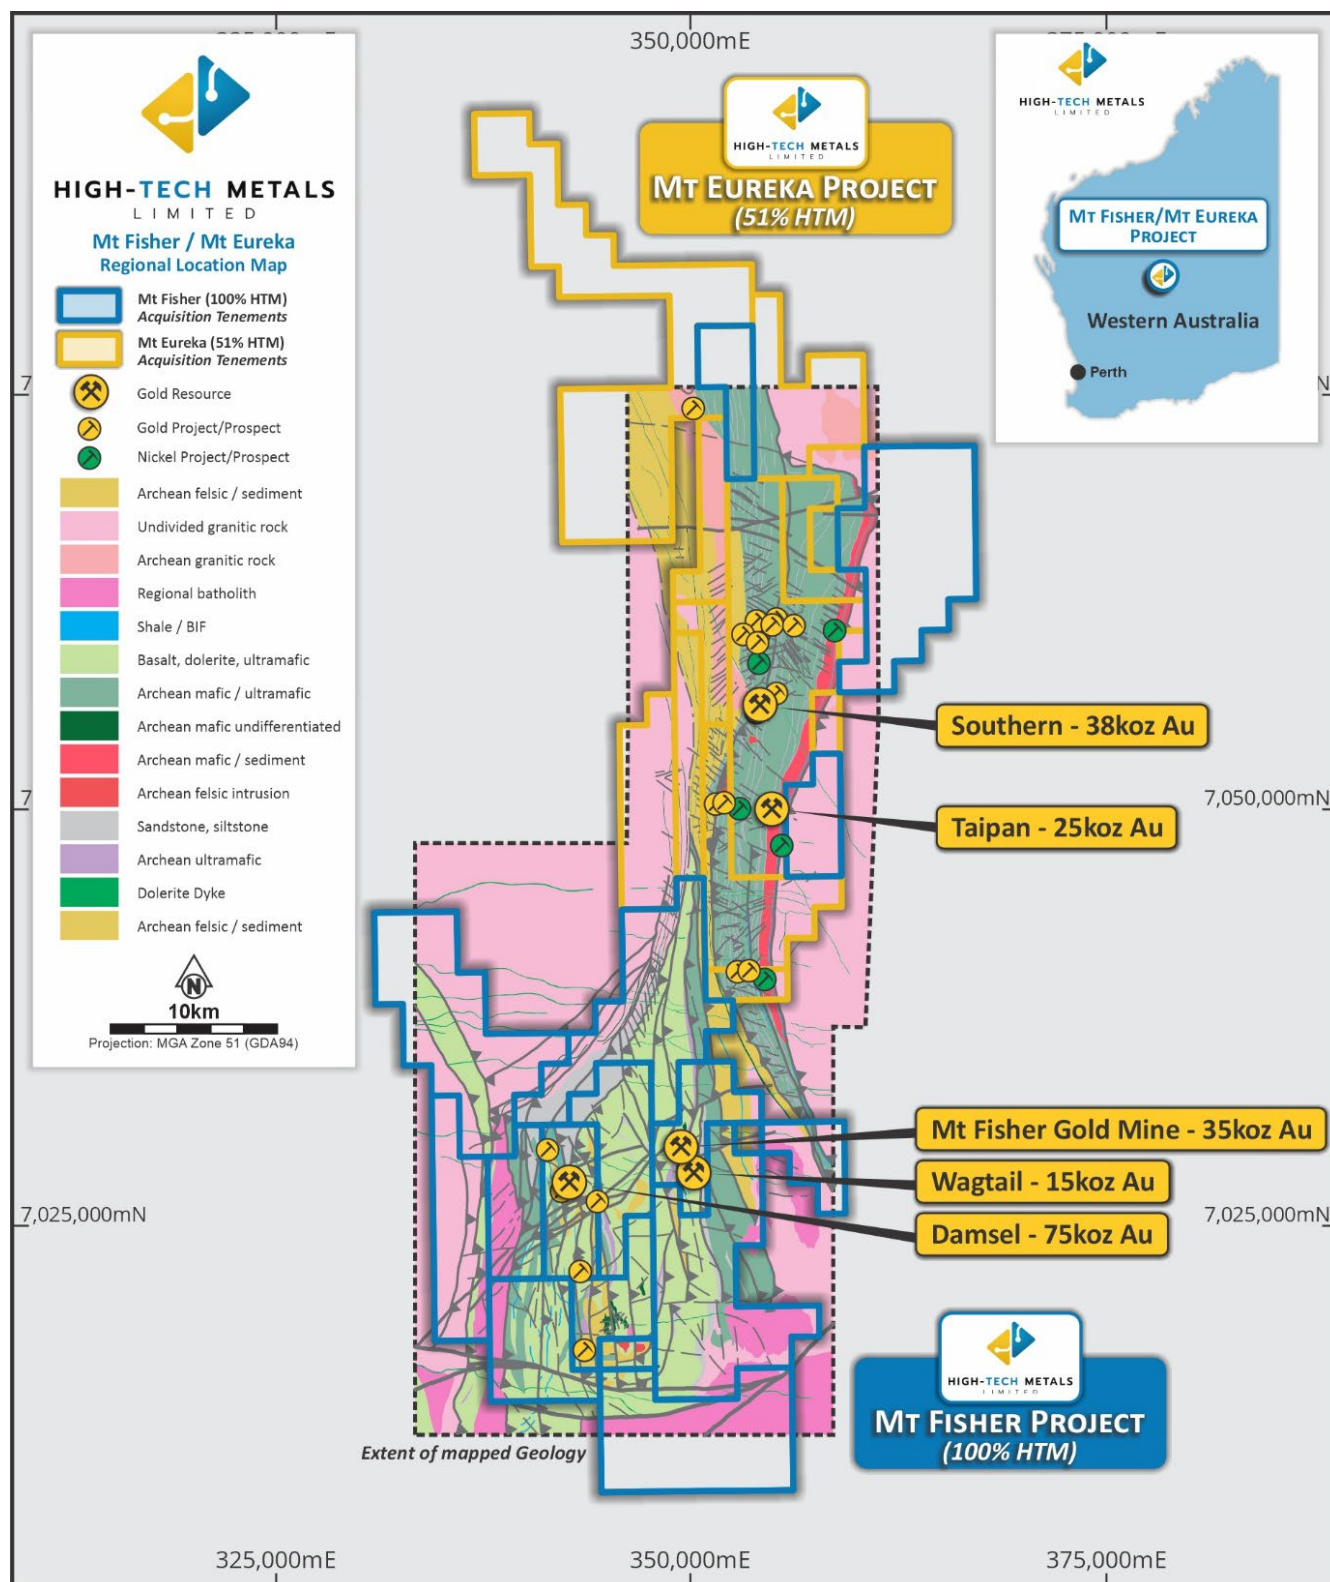 350,000mE
HIGH-TECH METALS
LIMITED
Mt Fisher / Mt Eureka
Regional Location Map
Mt Fisher (100% HTM)
Acquisition Tenements
Mt Eureka (51% HTM)
Acquisition Tenements
Gold Resource
Gold Project/Prospect
Nickel Project/Prospect
Archean felsic / sediment
Undivided granitic rock
Archean granitic rock
Regional batholith
Shale / BIF
Basalt, dolerite, ultramafic
Archean mafic / ultramafic
Archean mafic undifferentiated
Archean mafic / sediment
Archean felsic intrusion
Sandstone, siltstone
Archean ultramafic
Dolerite Dyke
Archean felsic / sediment
N
10km
Projection: MGA Zone 51 (GDA94)
HIGH-TECH METALS
LIMITED
MT EUREKA PROJECT
(51% HTM)
HIGH-TECH METALS
LIMITED
MT FISHER/MT EUREKA
PROJECT
Western Australia
Perth
Southern - 38koz Au
7,050,000mN
Taipan - 25koz Au
Mt Fisher Gold Mine - 35koz Au
Wagtail - 15koz Au
7,025,000mN
7,025,000mN
Damsel - 75koz Au
HIGH-TECH METALS
LIMITED
MT FISHER PROJECT
(100% HTM)
Extent of mapped Geology
325,000mE
350,000mE
375,000mE